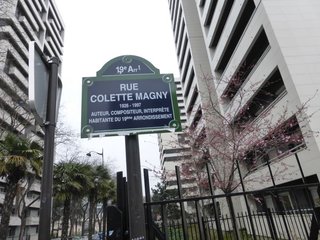 19e Arrt
RUE
COLETTE MAGNY
1926 - 1997
AUTEUR, COMPOSITEUR, INTERPRÈTE
HABITANTE DU 19ème ARRONDISSEMENT